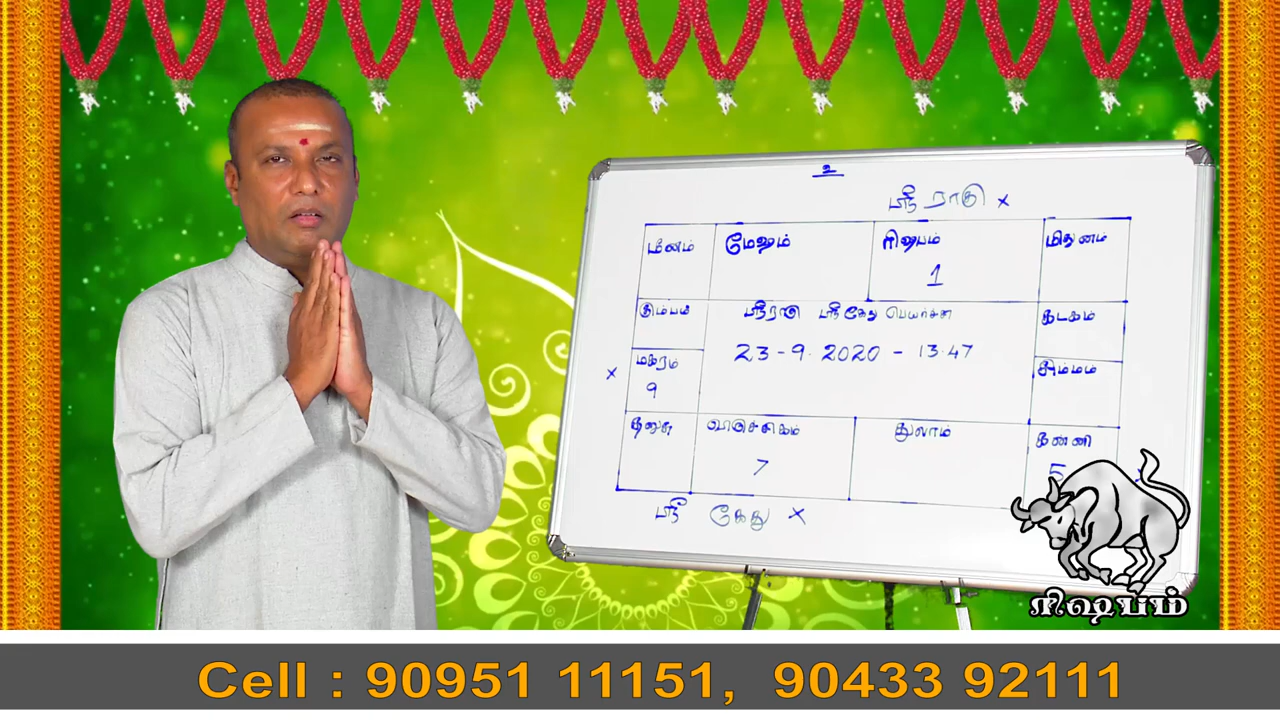 உ
ஸ்ரீ ராகு x
மீனம் மேஷம் ரிஷபம் மிதுனம்
1
கும்பம் ஸ்ரீ ராகு ஸ்ரீ கேது பெயர்ச்சி கடகம்
23-9-2020 - 13.47
x மகரம் சிம்மம்
9
தனுசு விருச்சிகம் துலாம் கன்னி
7 5
ஸ்ரீ கேது x
ரிஷபம்
Cell : 90951 11151, 90433 92111